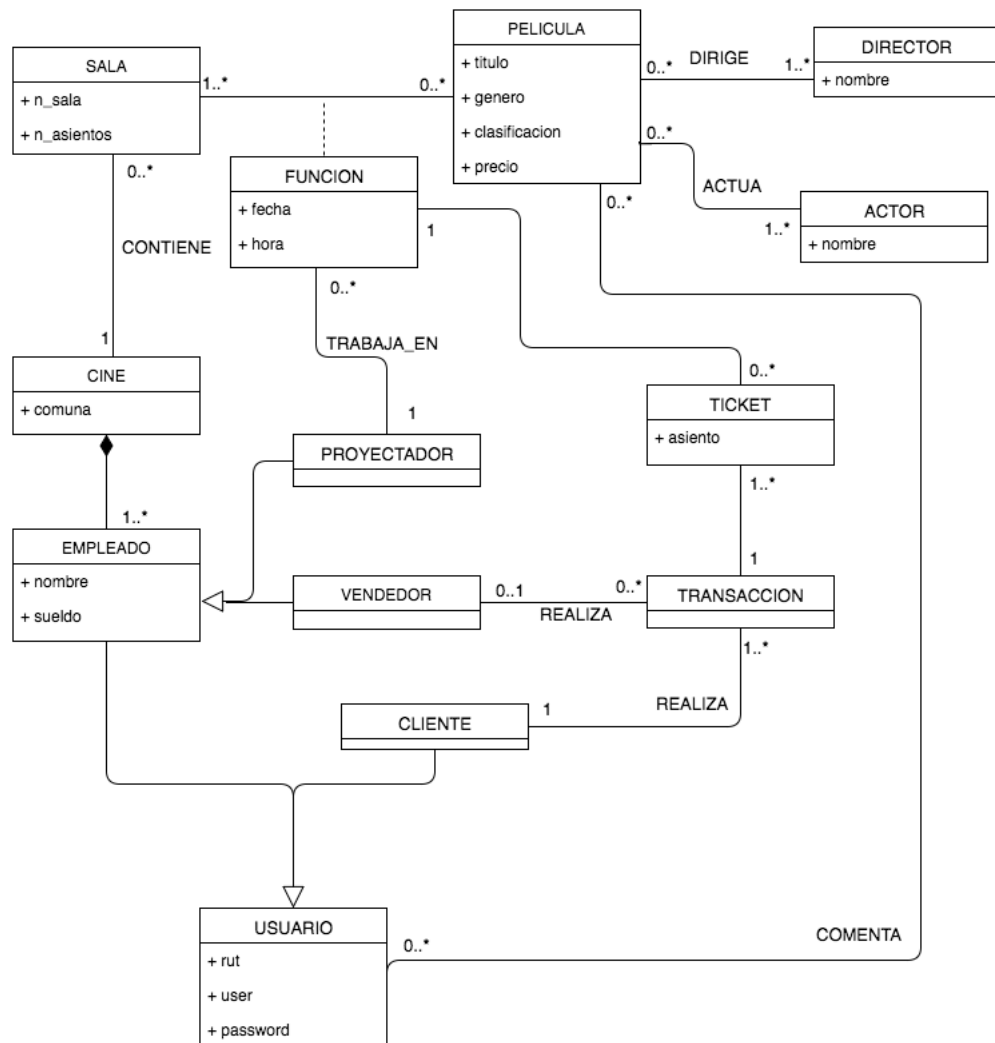 PELICULA
+ titulo
+ genero
+ clasificacion
+ precio
DIRECTOR
+ nombre
0..*
DIRIGE
1..*
SALA
+ n_sala
+ n_asientos
1..*
0..*
0..*
0..*
ACTUA
1..*
ACTOR
+ nombre
FUNCION
+ fecha
+ hora
0..*
1
0..*
CONTIENE
0..*
TRABAJA_EN
1
1
CINE
+ comuna
0..*
TICKET
+ asiento
PROYECTADOR
1..*
1..*
EMPLEADO
+ nombre
+ sueldo
VENDEDOR
0..1
REALIZA
0..*
1
TRANSACCION
1..*
CLIENTE
1
REALIZA
USUARIO
+ rut
+ user
+ password
0..*
COMENTA